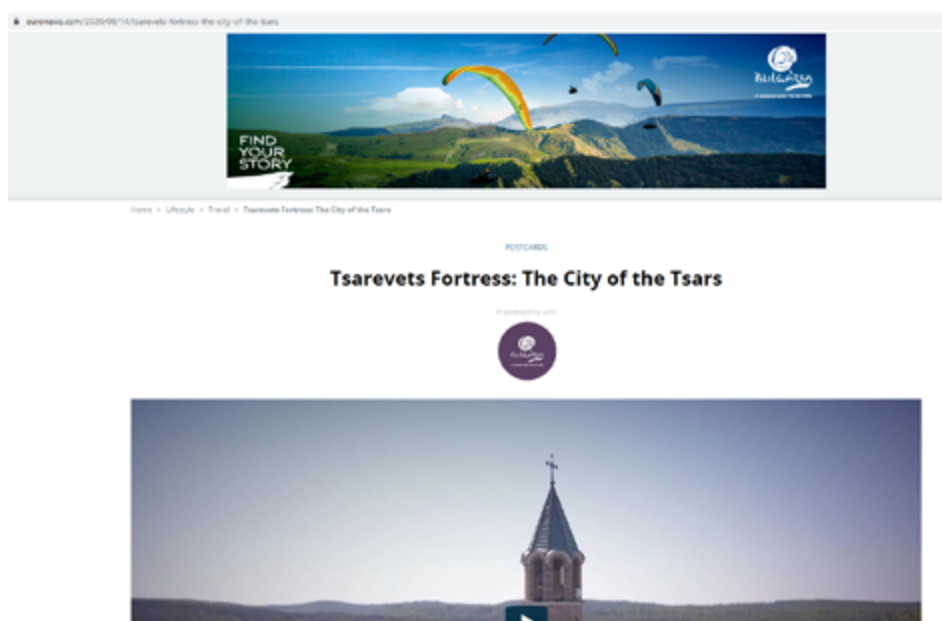 euronews.com/2020/08/14/tsarevets-fortress-the-city-of-the-tsars
FIND
YOUR
STORY
Home > Lifestyle > Travel > Tsarevets Fortress: The City of the Tsars
POSTCARDS
Tsarevets Fortress: The City of the Tsars
In partnership with